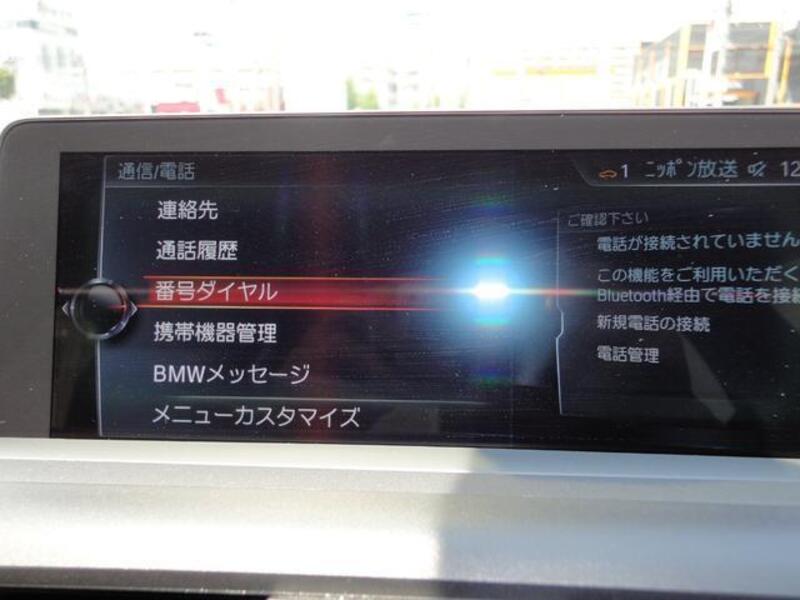 通信/電話
1 ニッポン放送 12
連絡先
通話履歴
番号ダイヤル
携帯機器管理
BMWメッセージ
メニューカスタマイズ
ご確認下さい
電話が接続されていません
この機能をご利用いただく
Bluetooth経由で電話を接続
新規電話の接続
電話管理